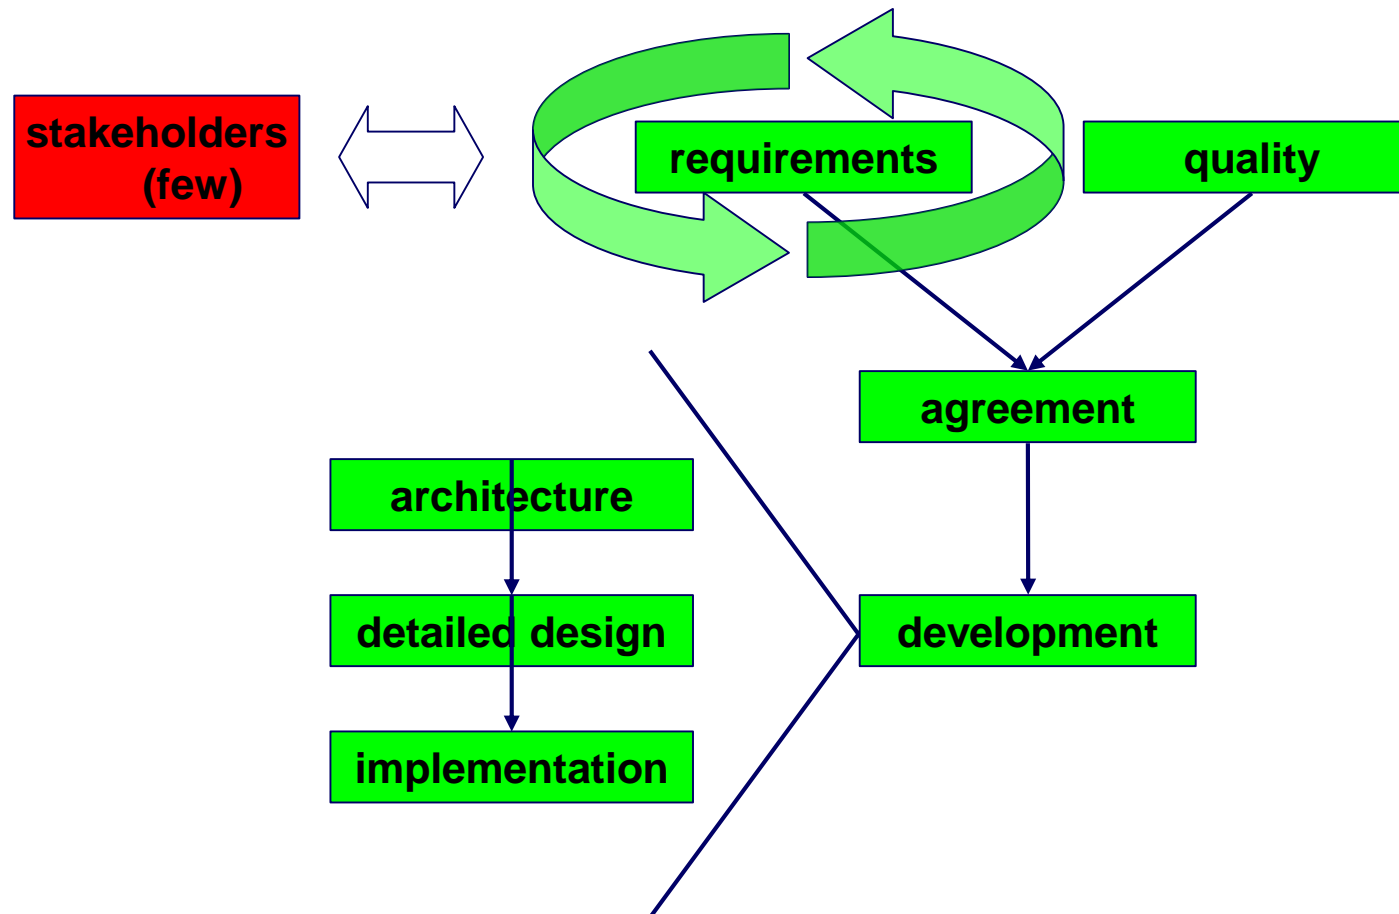 stakeholders
(few)
requirements
quality
agreement
architecture
detailed design
development
implementation